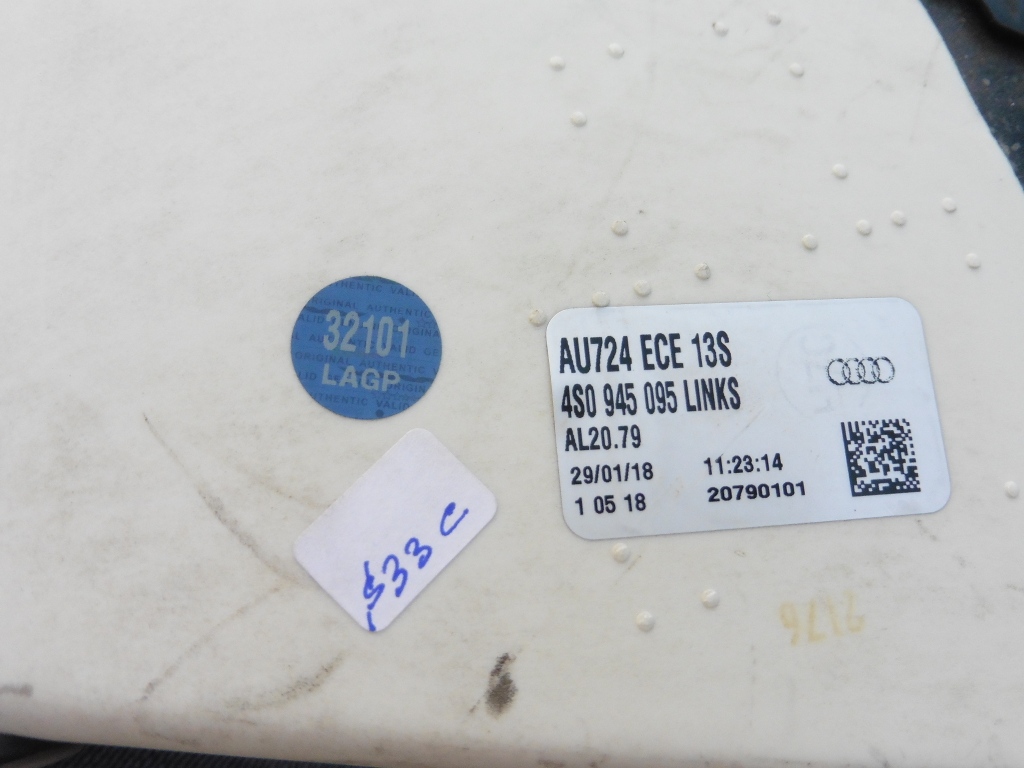 32101
LAGP
AU724 ECE 13S
4S0 945 095 LINKS
AL20.79
29/01/18 11:23:14
1 05 18 20790101
533 C